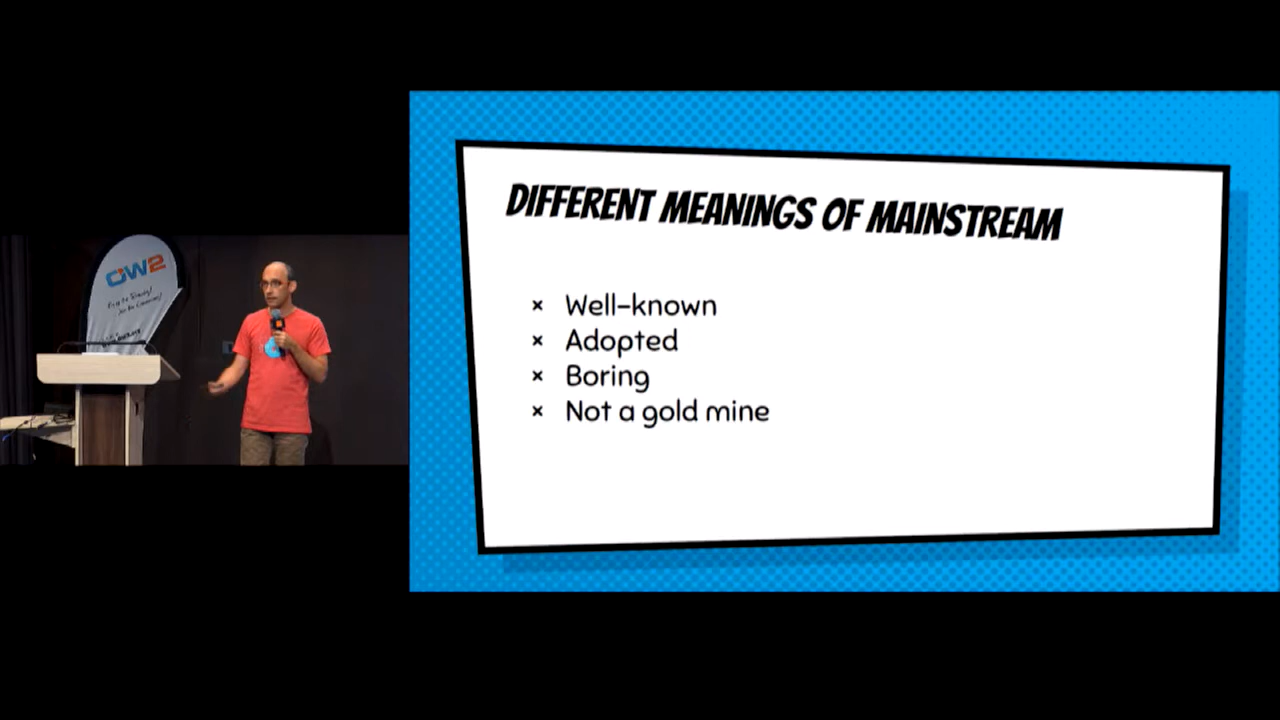 OW2
DIFFERENT MEANINGS OF MAINSTREAM
× Well-known
× Adopted
× Boring
× Not a gold mine